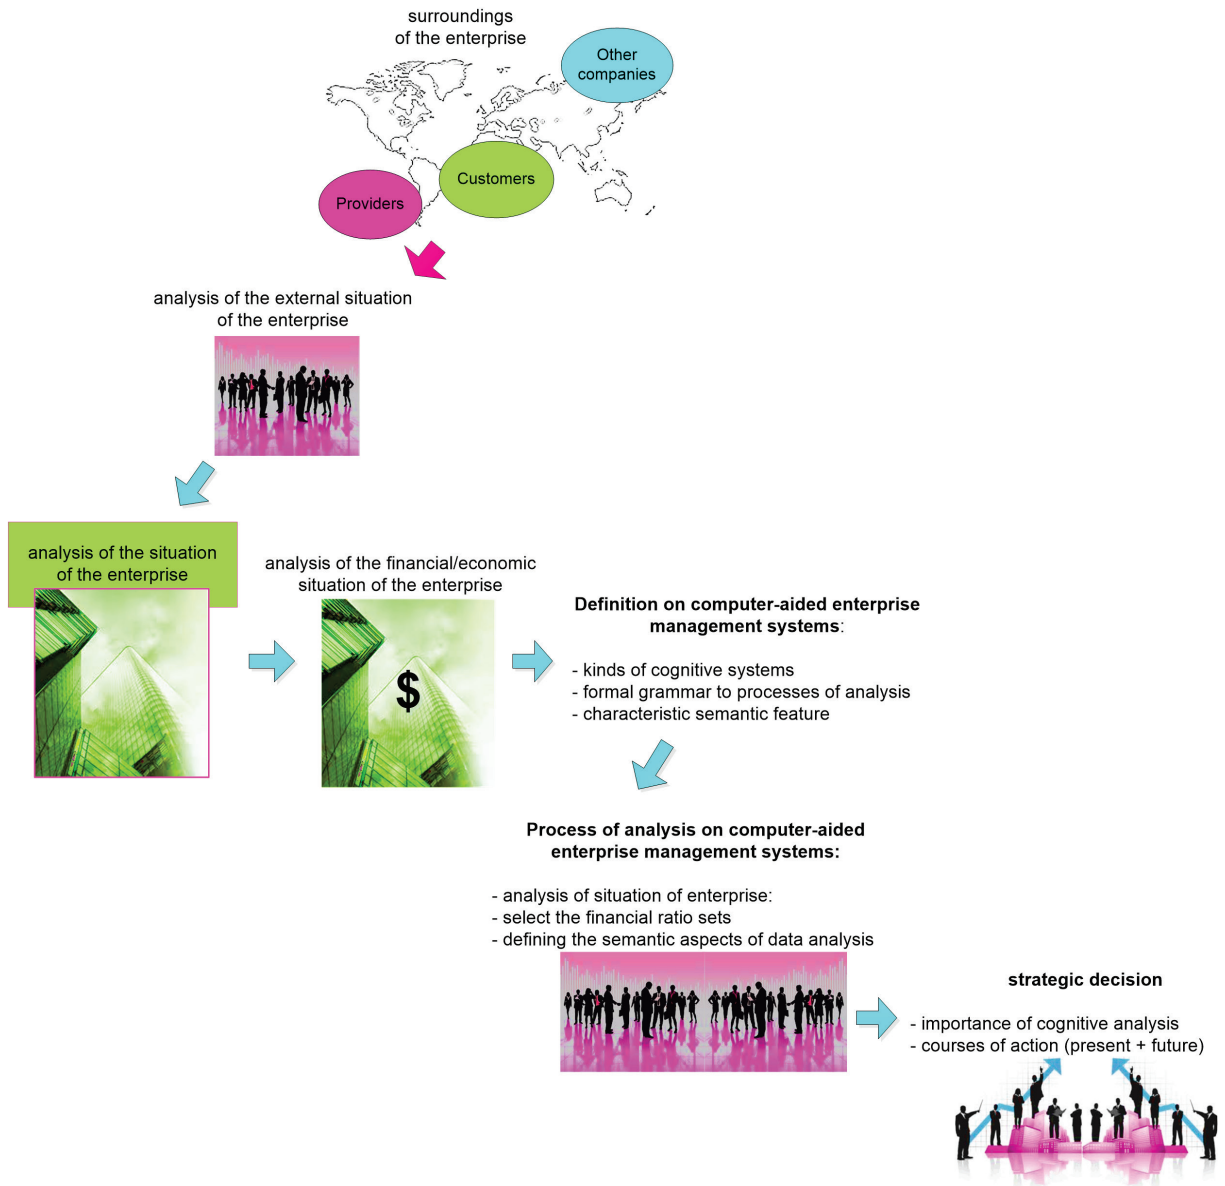 surroundings
of the enterprise
Other
companies
Customers
Providers
analysis of the external situation
of the enterprise
analysis of the situation
of the enterprise
analysis of the financial/economic
situation of the enterprise
$
Definition on computer-aided enterprise
management systems:
- kinds of cognitive systems
- formal grammar to processes of analysis
- characteristic semantic feature
Process of analysis on computer-aided
enterprise management systems:
- analysis of situation of enterprise:
- select the financial ratio sets
- defining the semantic aspects of data analysis
strategic decision
- importance of cognitive analysis
- courses of action (present + future)